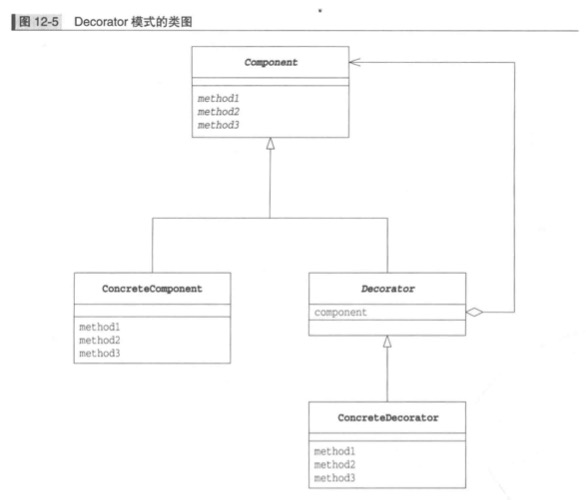 图 12-5 Decorator 模式的类图
Component
method1
method2
method3
ConcreteComponent
method1
method2
method3
Decorator
component
ConcreteDecorator
method1
method2
method3